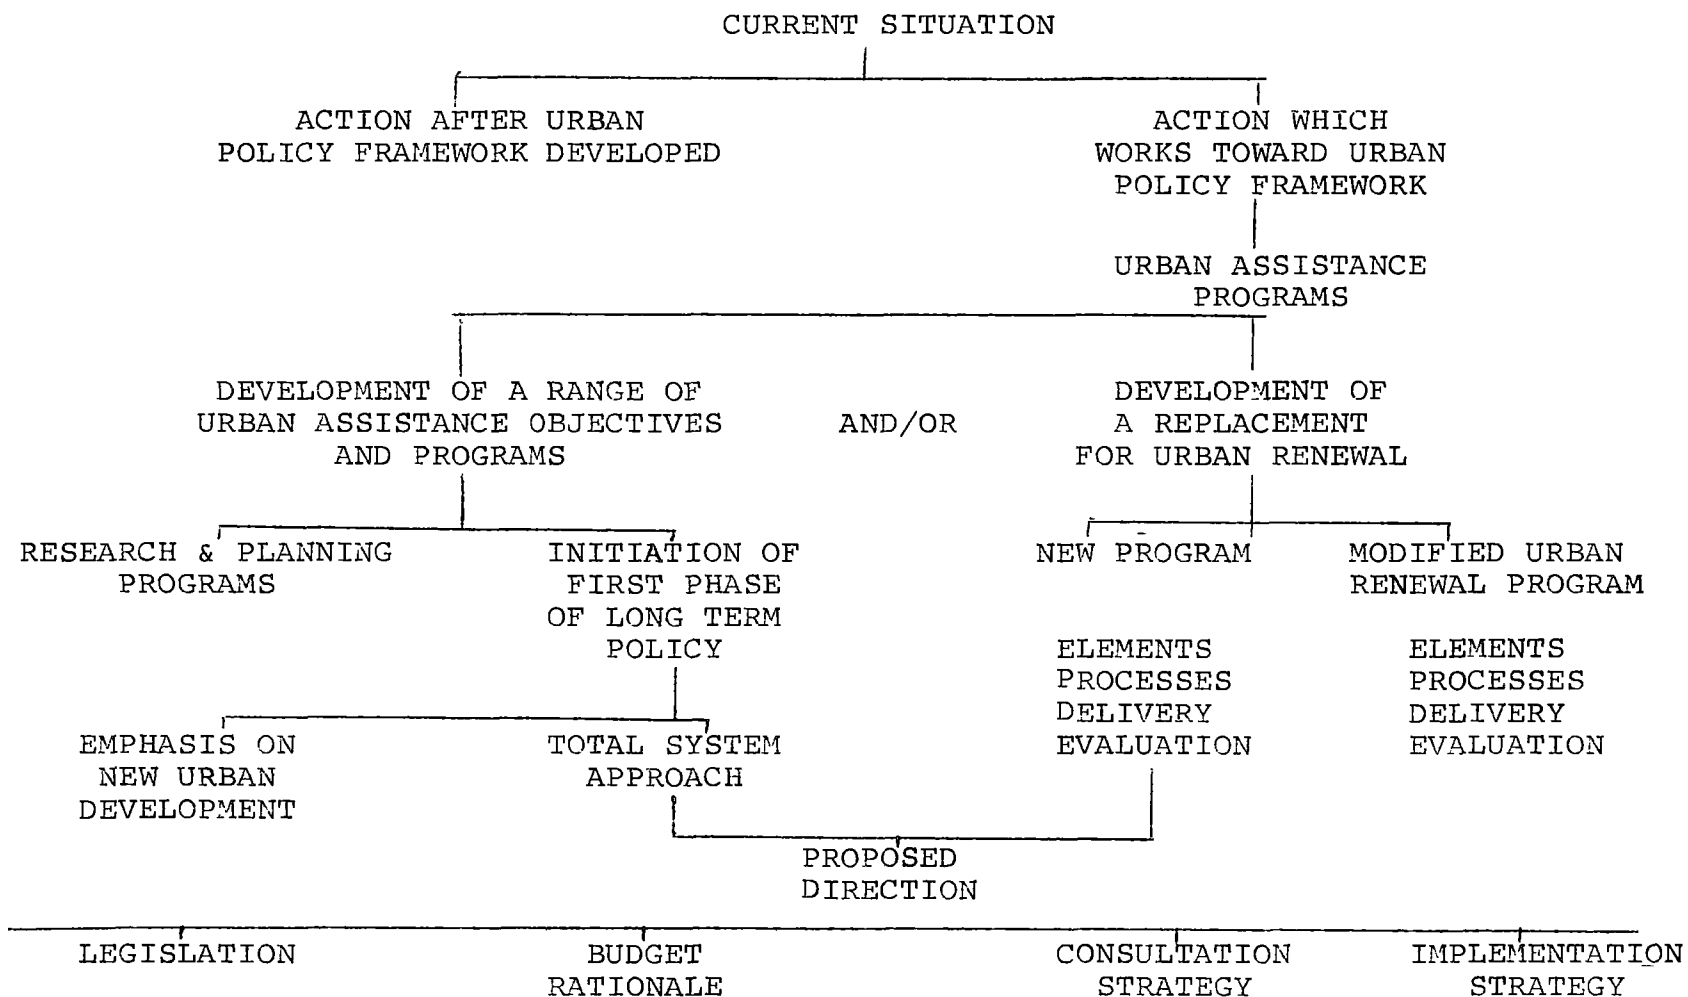 CURRENT SITUATION
ACTION AFTER URBAN
POLICY FRAMEWORK DEVELOPED
ACTION WHICH
WORKS TOWARD URBAN
POLICY FRAMEWORK
URBAN ASSISTANCE
PROGRAMS
DEVELOPMENT OF A RANGE OF
URBAN ASSISTANCE OBJECTIVES
AND PROGRAMS
AND/OR
DEVELOPMENT OF
A REPLACEMENT
FOR URBAN RENEWAL
RESEARCH & PLANNING
PROGRAMS
INITIATION OF
FIRST PHASE
OF LONG TERM
POLICY
NEW PROGRAM
MODIFIED URBAN
RENEWAL PROGRAM
ELEMENTS
PROCESSES
DELIVERY
EVALUATION
ELEMENTS
PROCESSES
DELIVERY
EVALUATION
EMPHASIS ON
NEW URBAN
DEVELOPMENT
TOTAL SYSTEM
APPROACH
PROPOSED
DIRECTION
LEGISLATION
BUDGET
RATIONALE
CONSULTATION
STRATEGY
IMPLEMENTATION
STRATEGY